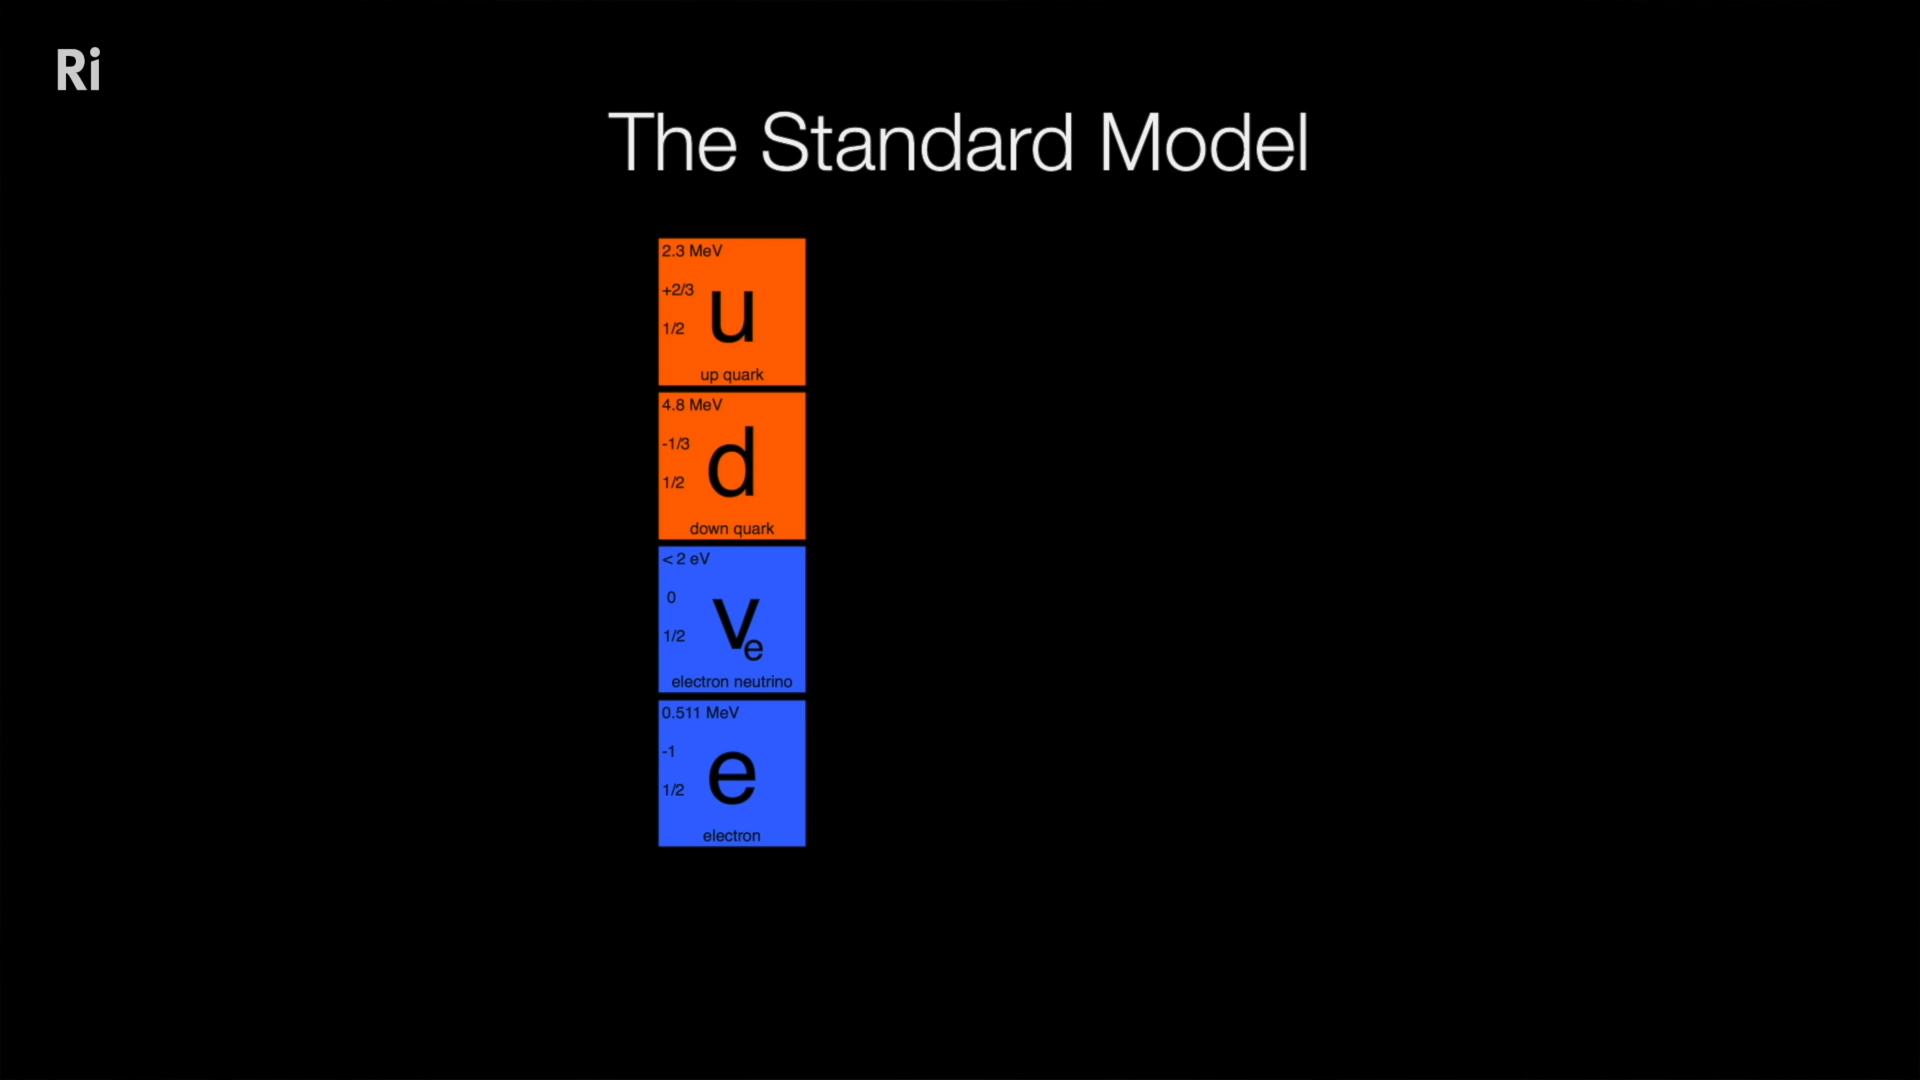 Ri
The Standard Model
2.3 MeV
+2/3
u
1/2
up quark
4.8 MeV
-1/3
d
1/2
down quark
< 2 eV
0
νe
1/2
electron neutrino
0.511 MeV
-1
e
1/2
electron